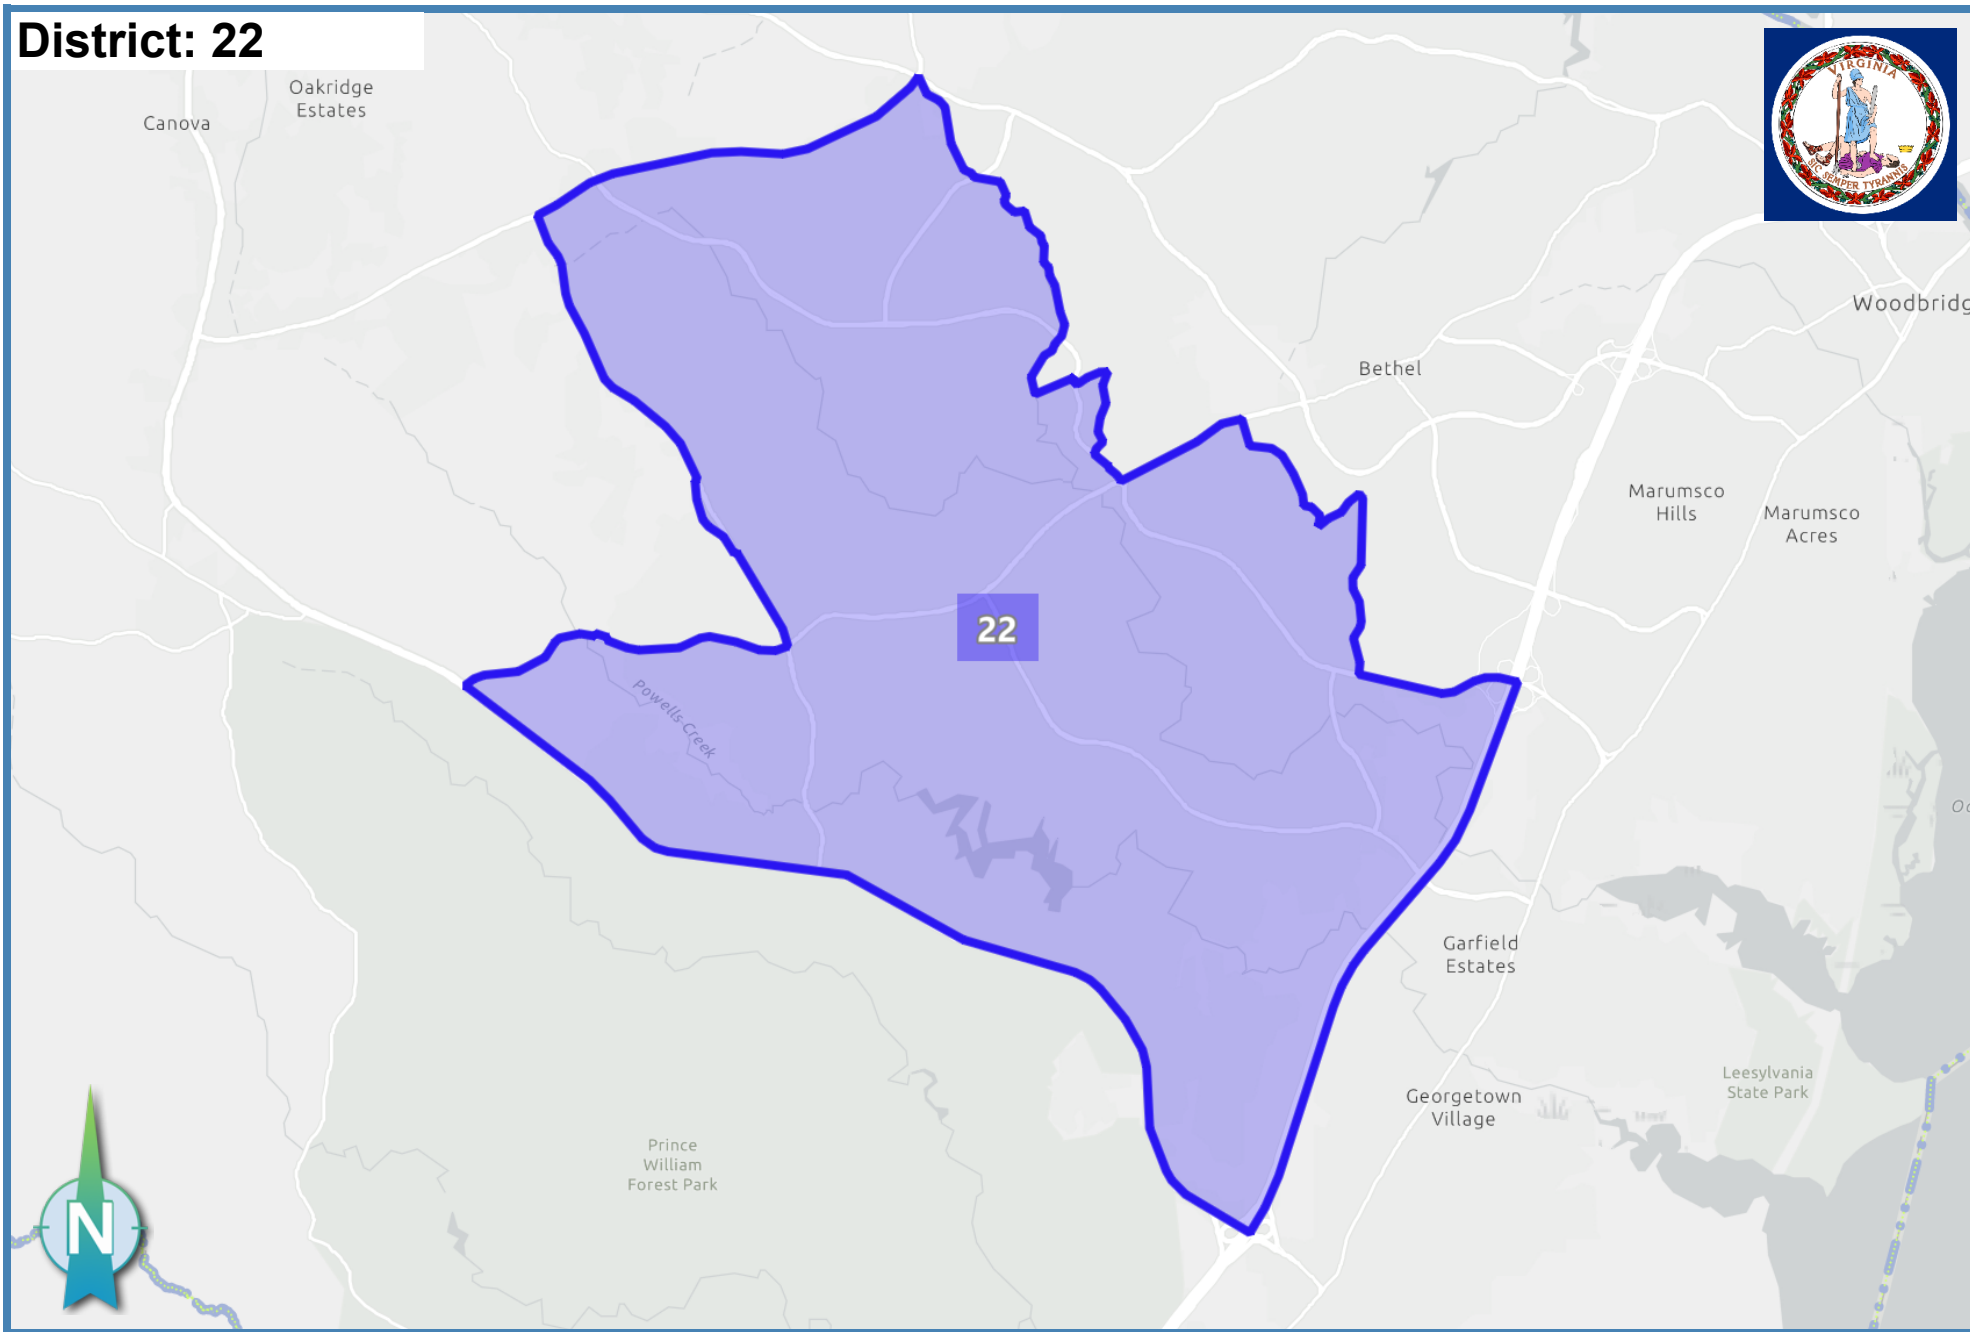 District: 22
Oakridge
Estates
Canova
VIRGINIA
SIC SEMPER TYRANNIS
Woodbridg
Bethel
Marumsco
Hills
Marumsco
Acres
22
Powells Creek
Oc
Garfield
Estates
Leesylvania
State Park
Georgetown
Village
Prince
William
Forest Park
N